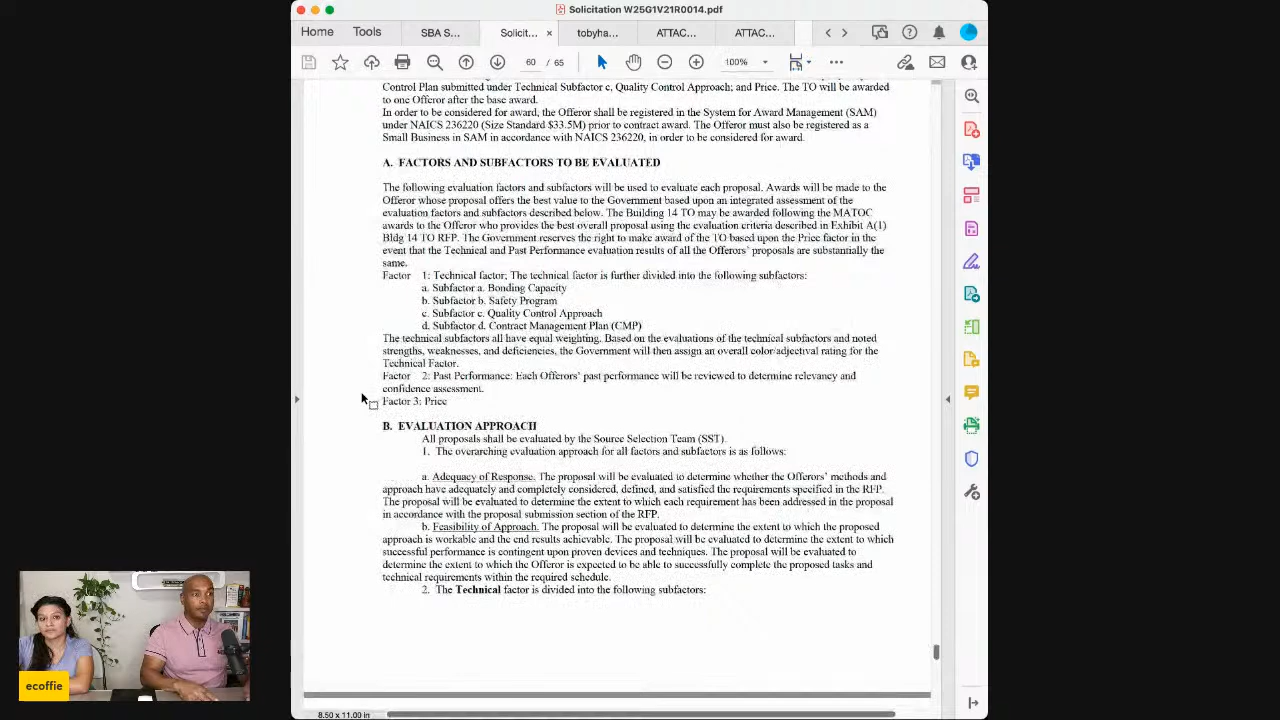 Solicitation W25G1V21R0014.pdf
Home Tools SBA S... Solicit... × tobyha... ATTAC... ATTAC...
60 / 65 100%
Control Plan submitted under Technical Subfactor c, Quality Control Approach; and Price. The TO will be awarded
to one Offeror after the base award.
In order to be considered for award, the Offeror shall be registered in the System for Award Management (SAM)
under NAICS 236220 (Size Standard $33.5M) prior to contract award. The Offeror must also be registered as a
Small Business in SAM in accordance with NAICS 236220, in order to be considered for award.
A. FACTORS AND SUBFACTORS TO BE EVALUATED
The following evaluation factors and subfactors will be used to evaluate each proposal. Awards will be made to the
Offeror whose proposal offers the best value to the Government based upon an integrated assessment of the
evaluation factors and subfactors described below. The Building 14 TO may be awarded following the MATOC
awards to the Offeror who provides the best overall proposal using the evaluation criteria described in Exhibit A(1)
Bldg 14 TO RFP. The Government reserves the right to make award of the TO based upon the Price factor in the
event that the Technical and Past Performance evaluation results of all the Offerors' proposals are substantially the
same.
Factor 1: Technical factor; The technical factor is further divided into the following subfactors:
a. Subfactor a. Bonding Capacity
b. Subfactor b. Safety Program
c. Subfactor c. Quality Control Approach
d. Subfactor d. Contract Management Plan (CMP)
The technical subfactors all have equal weighting. Based on the evaluations of the technical subfactors and noted
strengths, weaknesses, and deficiencies, the Government will then assign an overall color/adjectival rating for the
Technical Factor.
Factor 2: Past Performance: Each Offerors' past performance will be reviewed to determine relevancy and
confidence assessment.
Factor 3: Price
B. EVALUATION APPROACH
All proposals shall be evaluated by the Source Selection Team (SST).
1. The overarching evaluation approach for all factors and subfactors is as follows:
a. Adequacy of Response. The proposal will be evaluated to determine whether the Offerors' methods and
approach have adequately and completely considered, defined, and satisfied the requirements specified in the RFP.
The proposal will be evaluated to determine the extent to which each requirement has been addressed in the proposal
in accordance with the proposal submission section of the RFP.
b. Feasibility of Approach. The proposal will be evaluated to determine the extent to which the proposed
approach is workable and the end results achievable. The proposal will be evaluated to determine the extent to which
successful performance is contingent upon proven devices and techniques. The proposal will be evaluated to
determine the extent to which the Offeror is expected to be able to successfully complete the proposed tasks and
technical requirements within the required schedule.
2. The Technical factor is divided into the following subfactors:
ecoffie
8.50 x 11.00 in